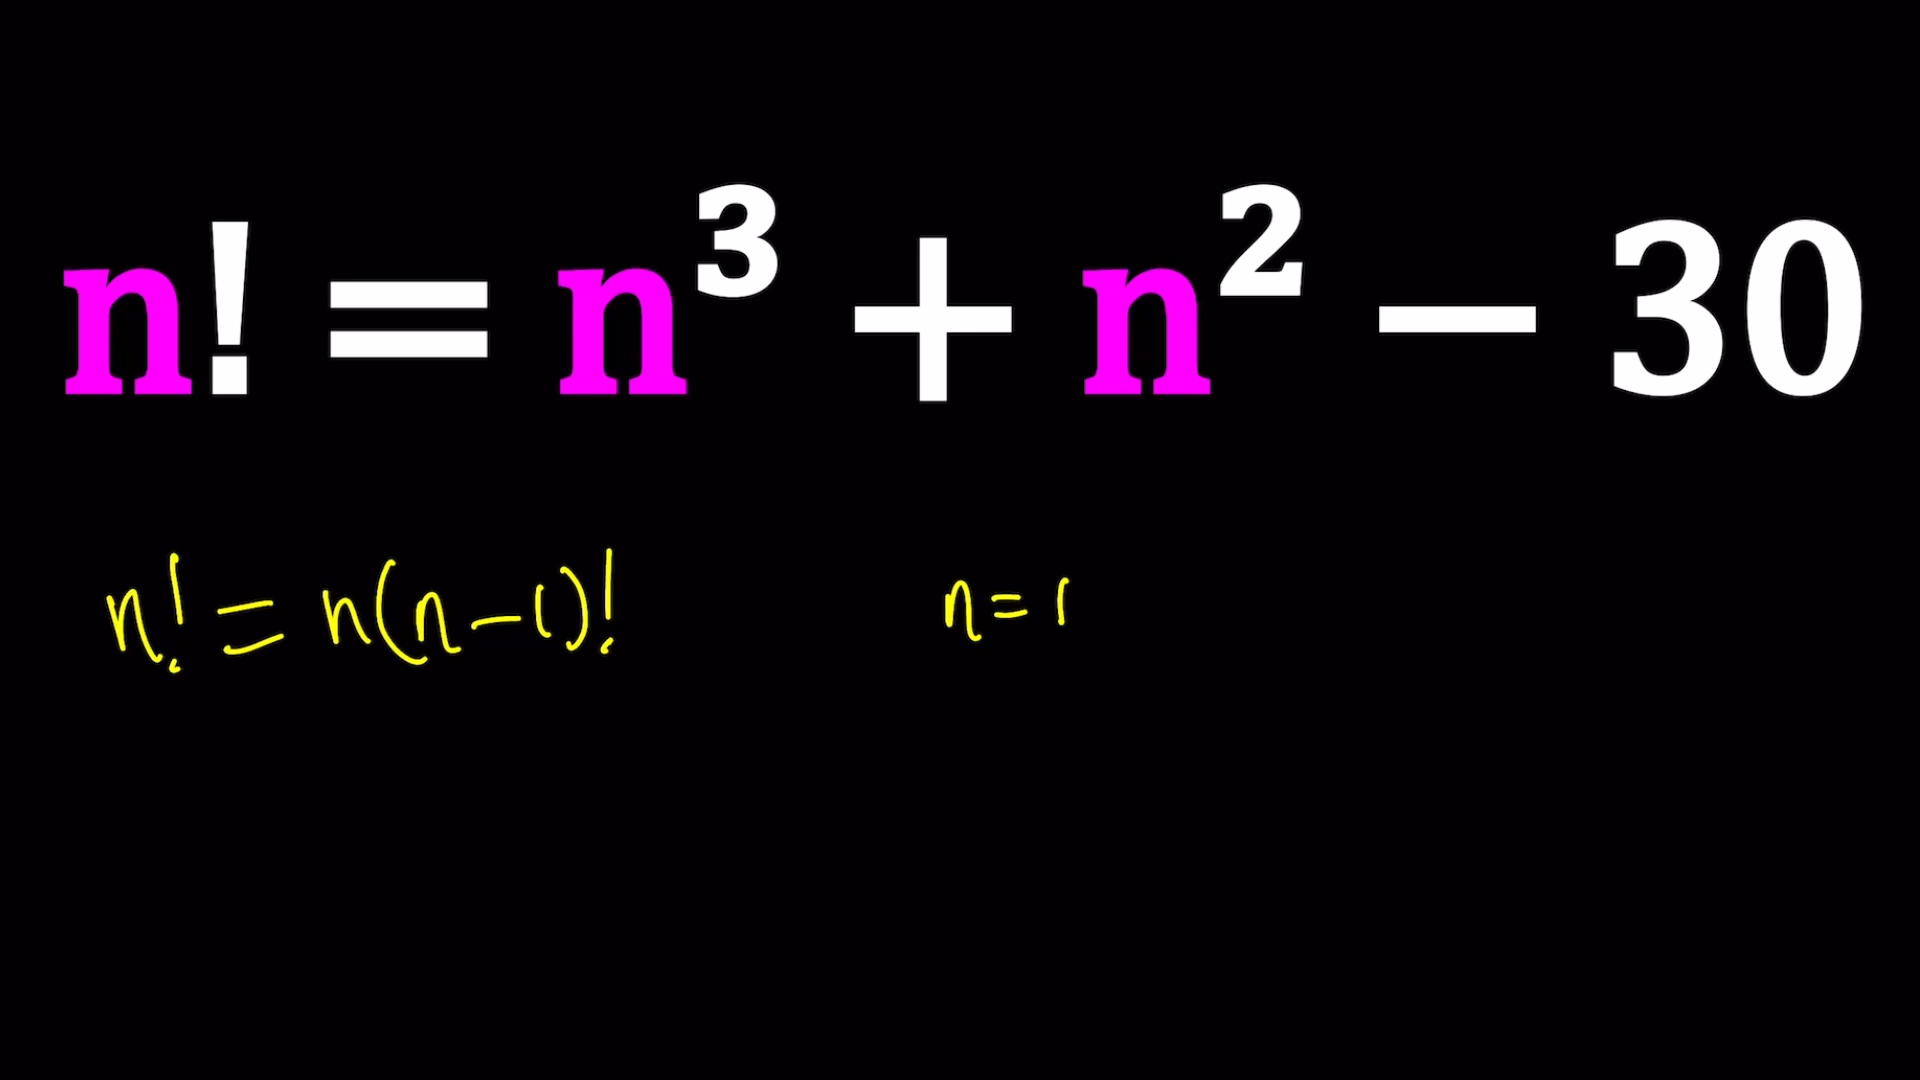 n! = n³ + n² − 30
n! = n(n-1)!
n = 1